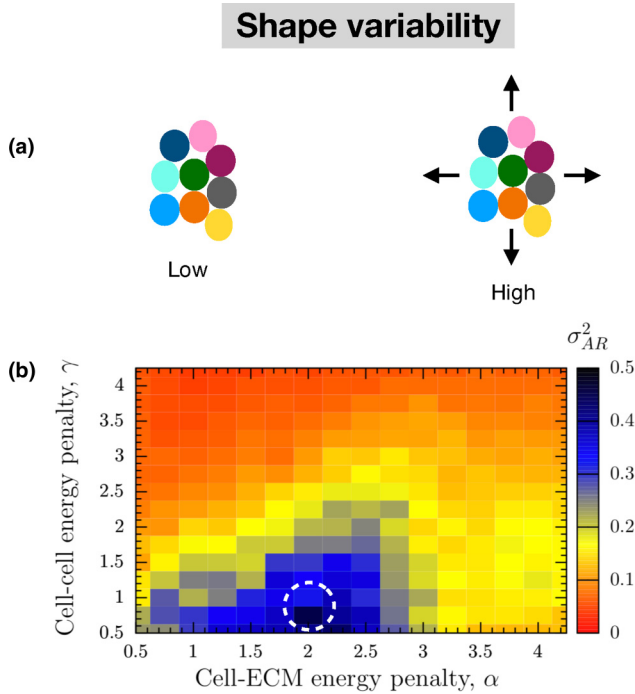 Shape variability
(a)
Low
High
(b)
σ²_AR
Cell-cell energy penalty, γ
4
3.5
3
2.5
2
1.5
1
0.5
0.5 1 1.5 2 2.5 3 3.5 4
Cell-ECM energy penalty, α
0.5
0.4
0.3
0.2
0.1
0